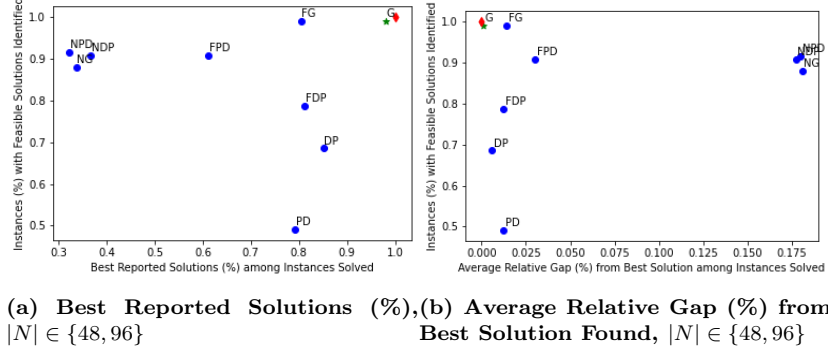 Instances (%) with Feasible Solutions Identified
1.0
0.9
0.8
0.7
0.6
0.5
FG
G
NPD
NDP
NG
FPD
FDP
DP
PD
0.3 0.4 0.5 0.6 0.7 0.8 0.9 1.0
Best Reported Solutions (%) among Instances Solved
Instances (%) with Feasible Solutions Identified
1.0
0.9
0.8
0.7
0.6
0.5
G
FG
FPD
NPD
NDP
NG
FDP
DP
PD
0.000 0.025 0.050 0.075 0.100 0.125 0.150 0.175
Average Relative Gap (%) from Best Solution among Instances Solved
(a) Best Reported Solutions (%),
|N| ∈ {48, 96}
(b) Average Relative Gap (%) from
Best Solution Found, |N| ∈ {48, 96}